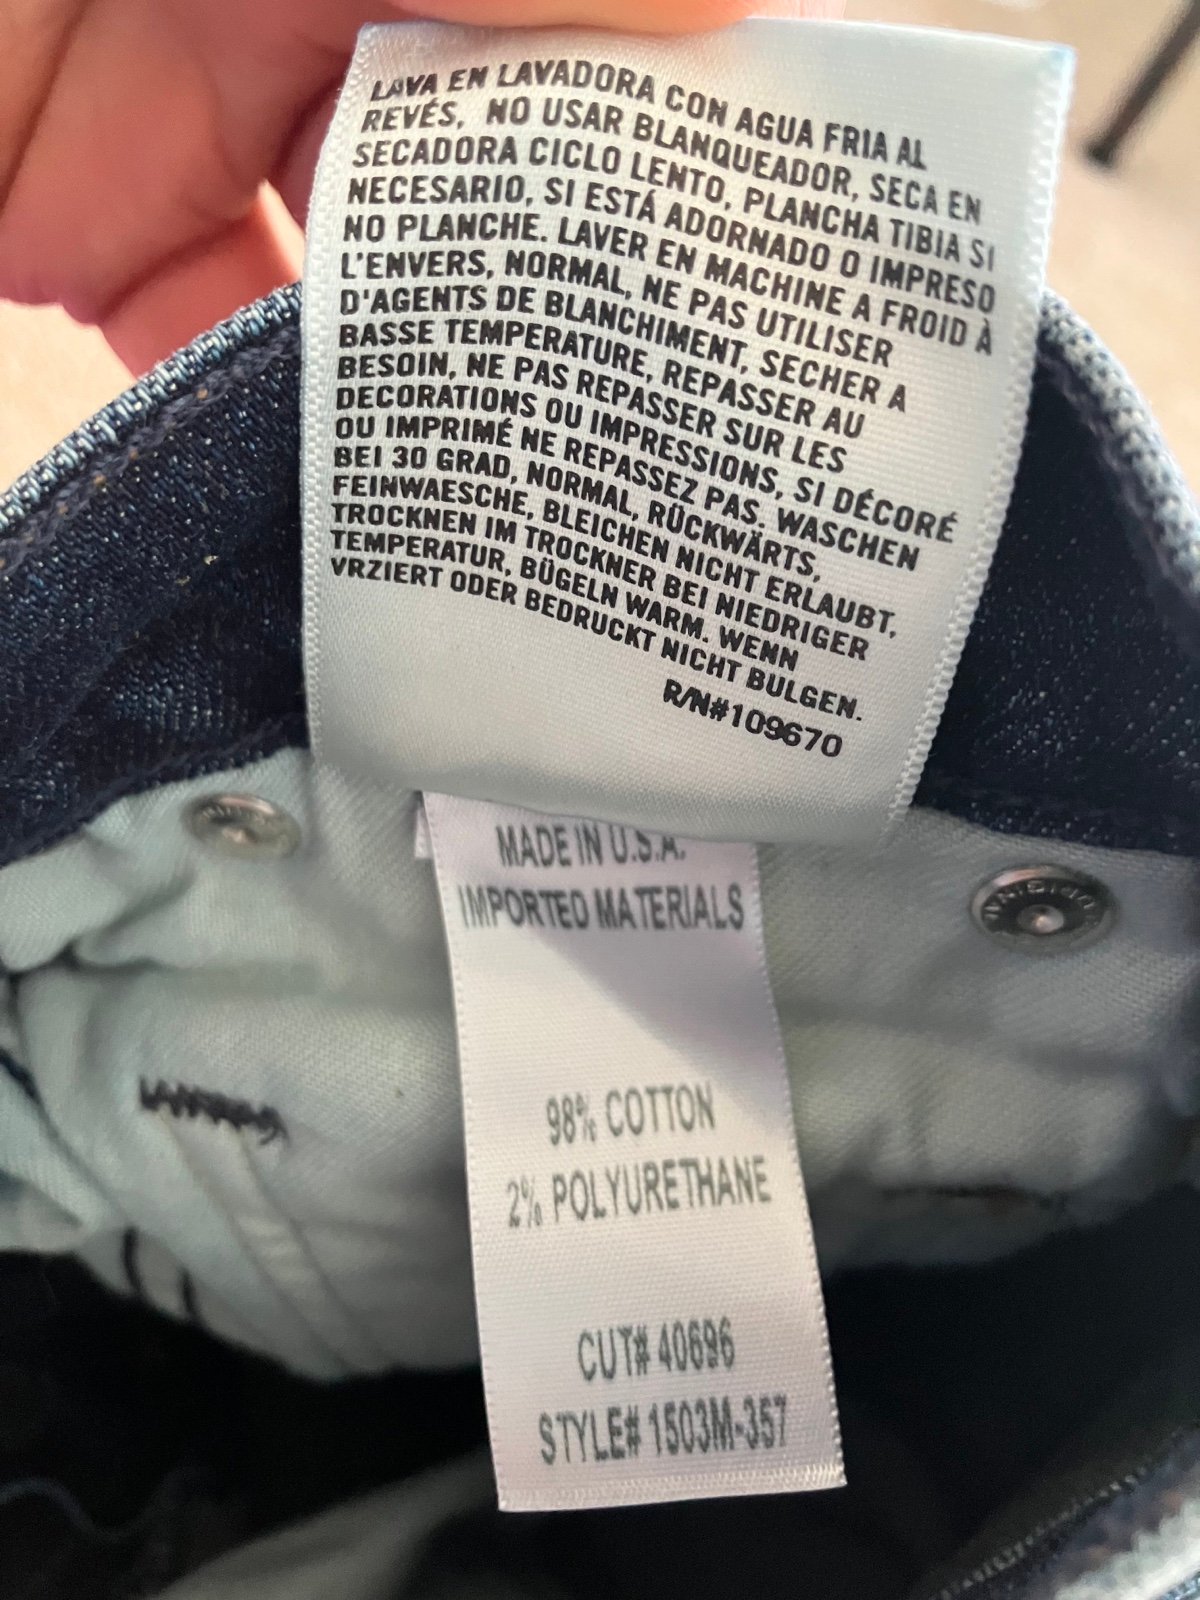 LAVA EN LAVADORA CON AGUA FRIA AL
REVÉS, NO USAR BLANQUEADOR, SECA EN
SECADORA CICLO LENTO, PLANCHA TIBIA SI
NECESARIO, SI ESTÁ ADORNADO O IMPRESO
NO PLANCHE. LAVER EN MACHINE A FROID À
L'ENVERS, NORMAL, NE PAS UTILISER
D'AGENTS DE BLANCHIMENT, SECHER A
BASSE TEMPERATURE, REPASSER AU
BESOIN, NE PAS REPASSER SUR LES
DECORATIONS OU IMPRESSIONS, SI DÉCORÉ
OU IMPRIMÉ NE REPASSEZ PAS. WASCHEN
BEI 30 GRAD, NORMAL, RÜCKWÄRTS,
FEINWAESCHE, BLEICHEN NICHT ERLAUBT,
TROCKNEN IM TROCKNER BEI NIEDRIGER
TEMPERATUR, BÜGELN WARM. WENN
VRZIERT ODER BEDRUCKT NICHT BULGEN.
R/N#109670
MADE IN U.S.A.
IMPORTED MATERIALS
98% COTTON
2% POLYURETHANE
CUT# 40696
STYLE# 1503M-357